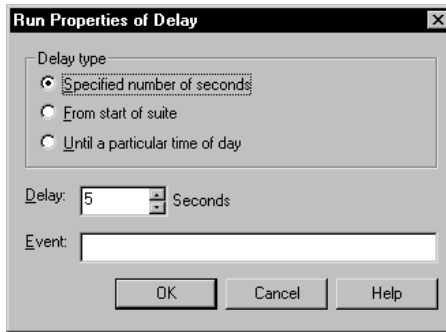 Run Properties of Delay
Delay type
Specified number of seconds
From start of suite
Until a particular time of day
Delay: 5 Seconds
Event:
OK Cancel Help